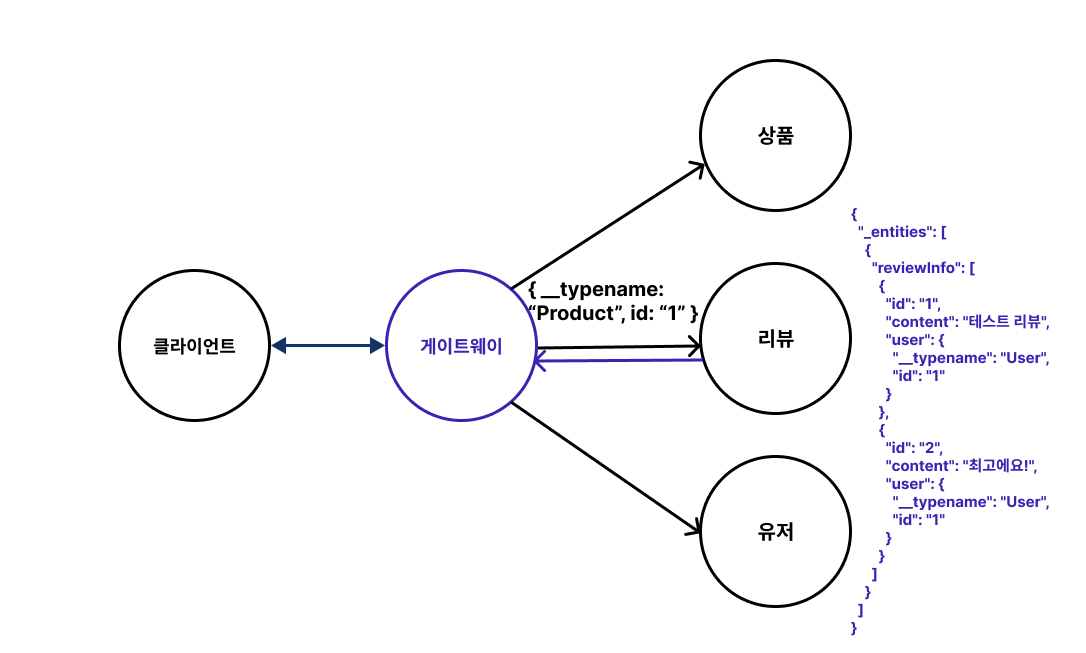 상품
{ __typename:
“Product”, id: “1” }
클라이언트
게이트웨이
리뷰
유저
{
"_entities": [
{
"reviewInfo": [
{
"id": "1",
"content": "테스트 리뷰",
"user": {
"__typename": "User",
"id": "1"
}
},
{
"id": "2",
"content": "최고에요!",
"user": {
"__typename": "User",
"id": "1"
}
}
]
}
]
}